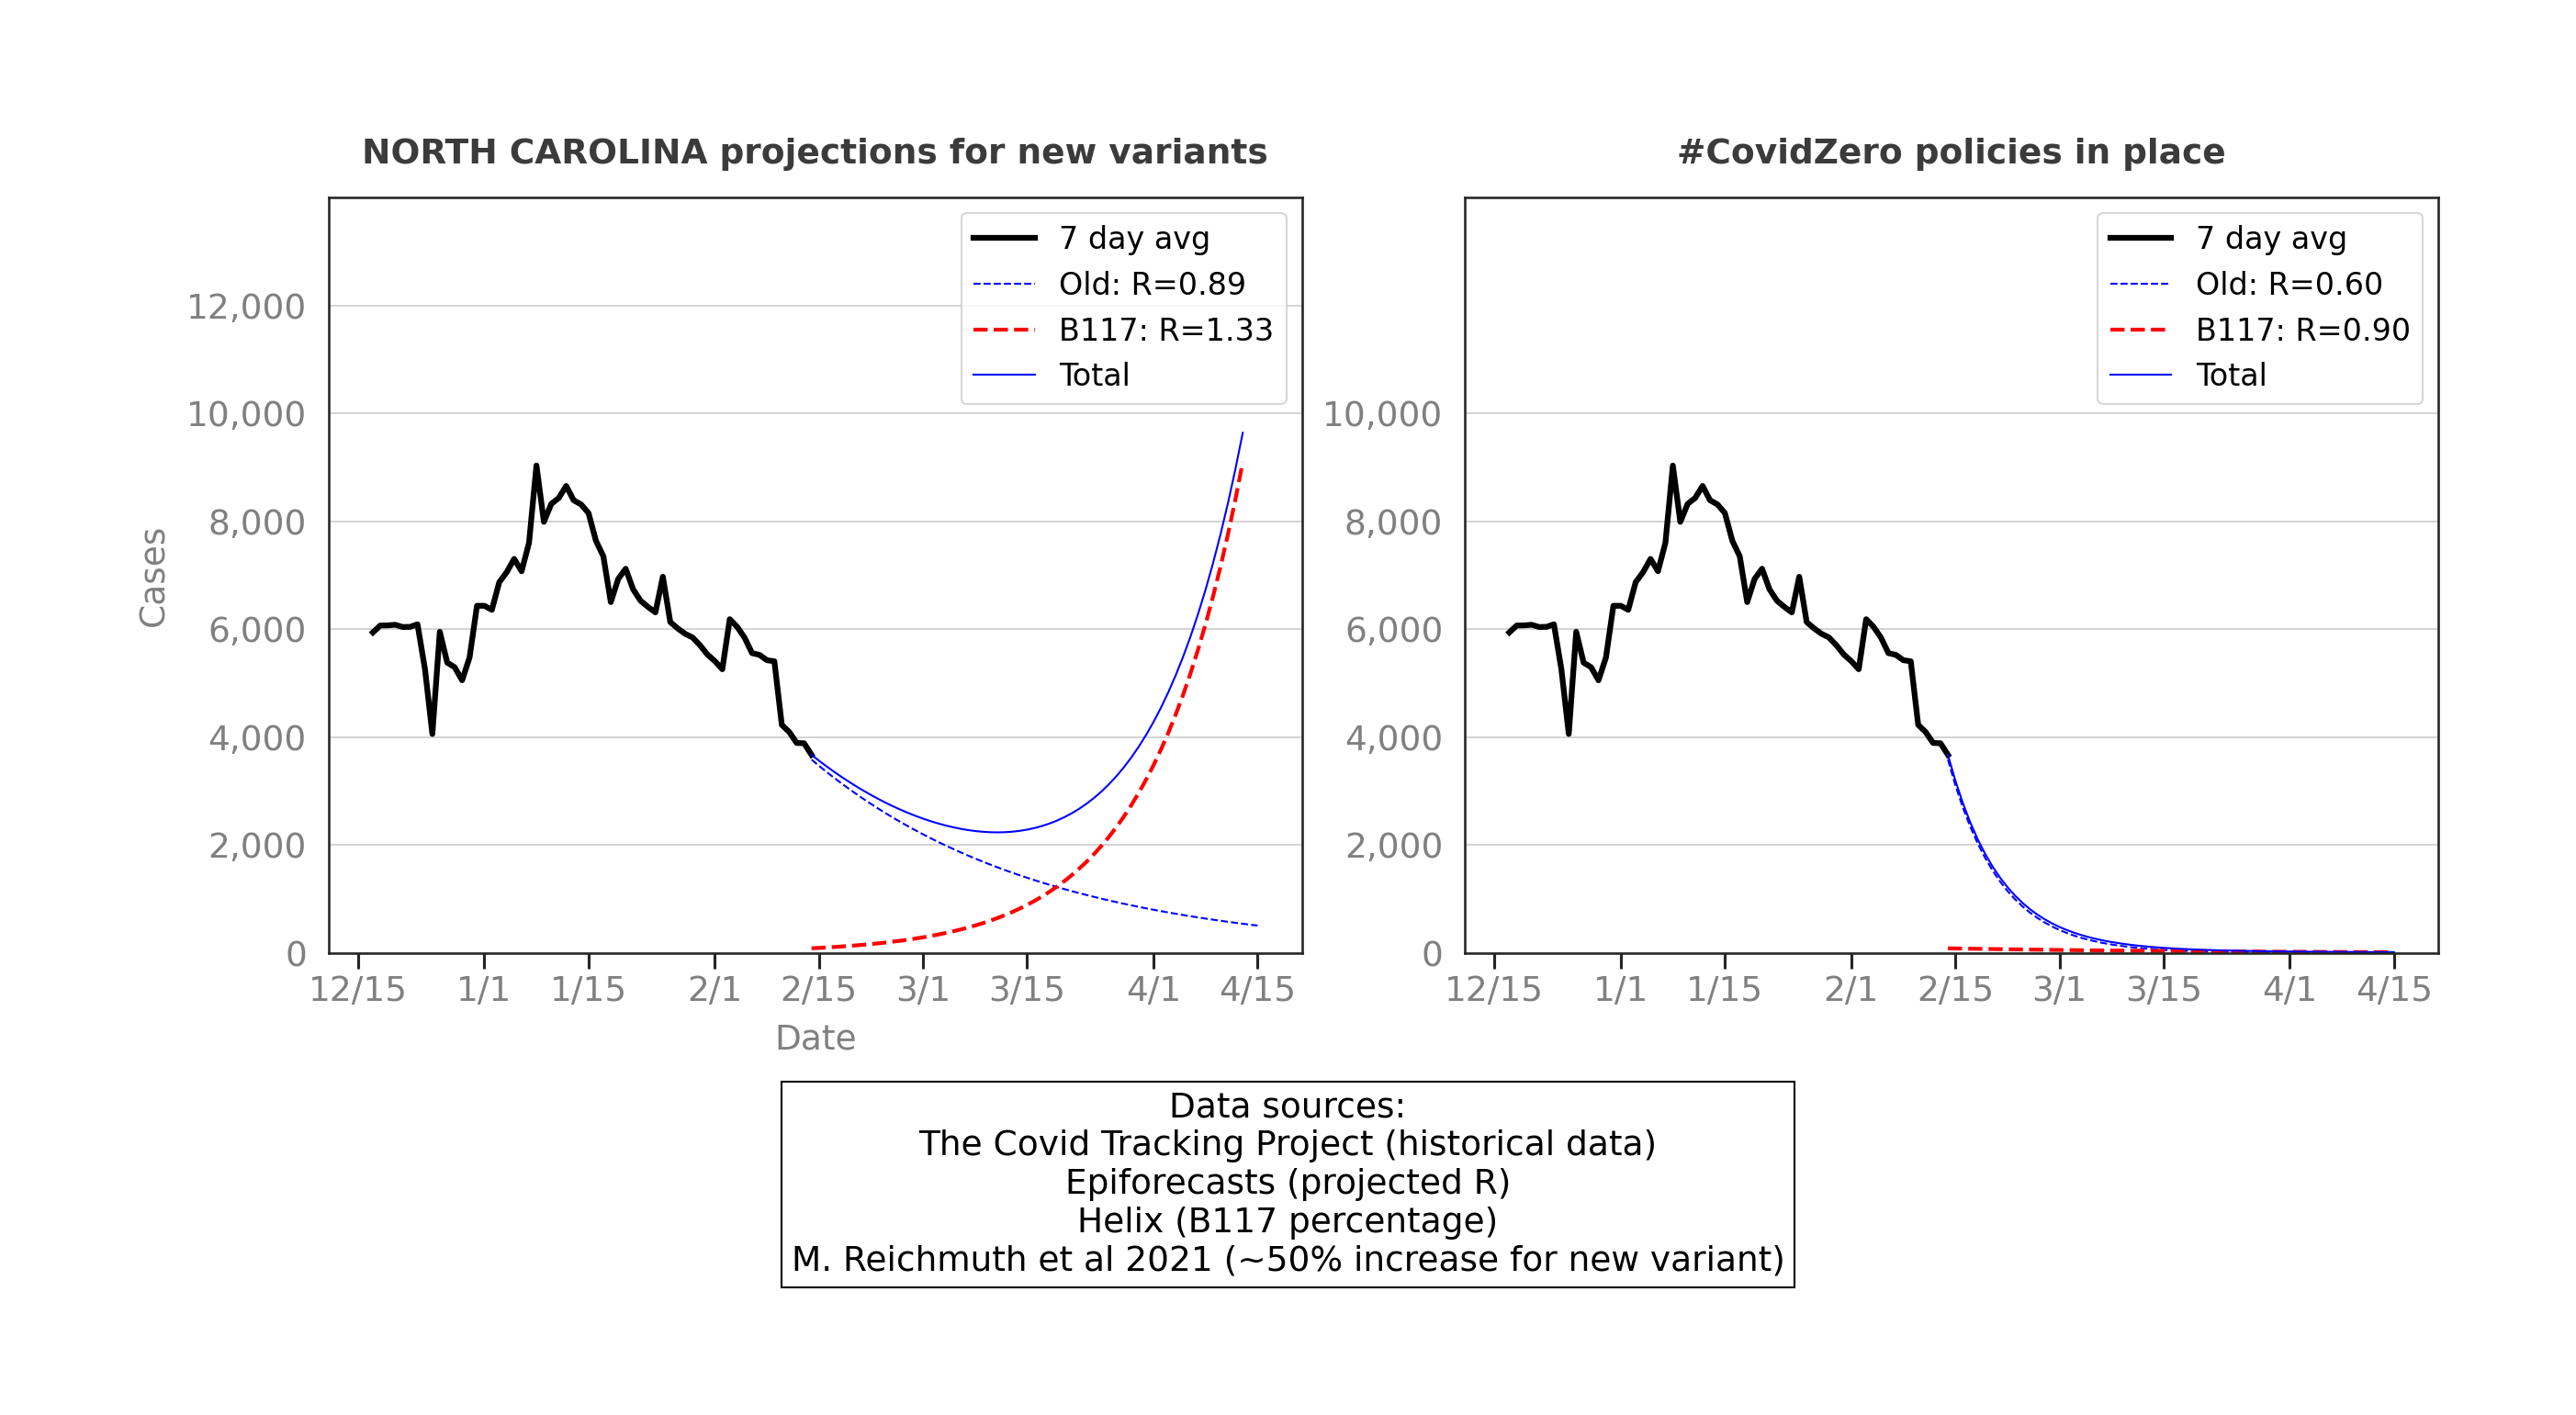 NORTH CAROLINA projections for new variants
7 day avg
Old: R=0.89
B117: R=1.33
Total
12,000
10,000
8,000
6,000
4,000
2,000
0
Cases
12/15 1/1 1/15 2/1 2/15 3/1 3/15 4/1 4/15
Date
#CovidZero policies in place
7 day avg
Old: R=0.60
B117: R=0.90
Total
10,000
8,000
6,000
4,000
2,000
0
12/15 1/1 1/15 2/1 2/15 3/1 3/15 4/1 4/15
Data sources:
The Covid Tracking Project (historical data)
Epiforecasts (projected R)
Helix (B117 percentage)
M. Reichmuth et al 2021 (~50% increase for new variant)